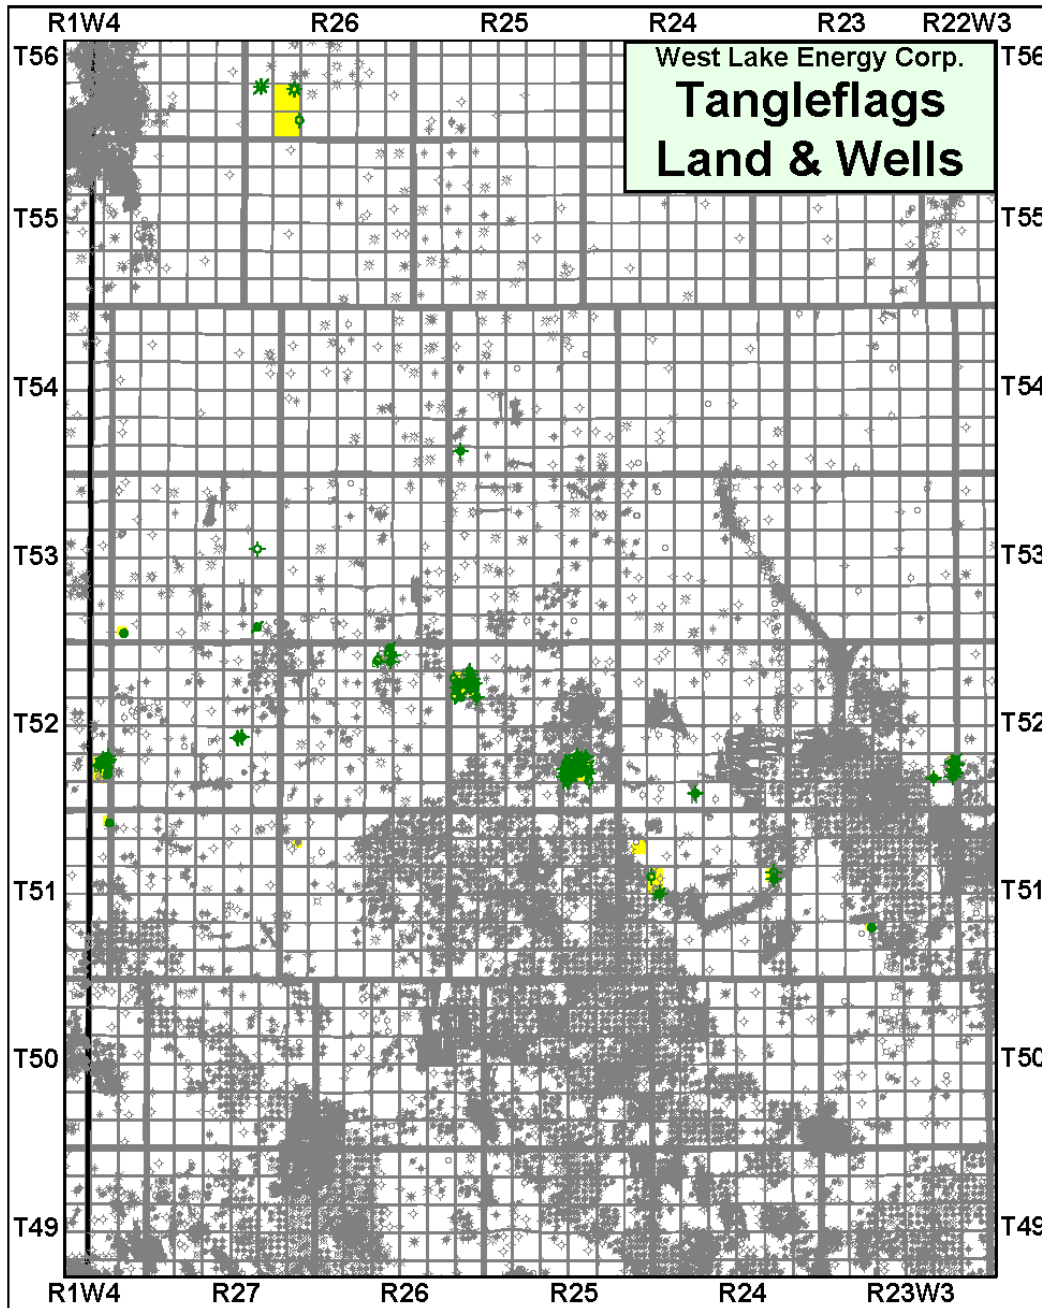 R1W4 R26 R25 R24 R23 R22W3
West Lake Energy Corp.
Tangleflags
Land & Wells
T56 T56
T55 T55
T54 T54
T53 T53
T52 T52
T51 T51
T50 T50
T49 T49
R1W4 R27 R26 R25 R24 R23W3